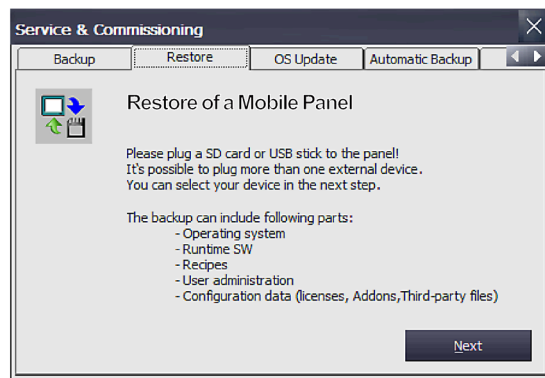 Service & Commissioning
Backup
Restore
OS Update
Automatic Backup
Restore of a Mobile Panel
Please plug a SD card or USB stick to the panel!
It's possible to plug more than one external device.
You can select your device in the next step.
The backup can include following parts:
- Operating system
- Runtime SW
- Recipes
- User administration
- Configuration data (licenses, Addons,Third-party files)
Next